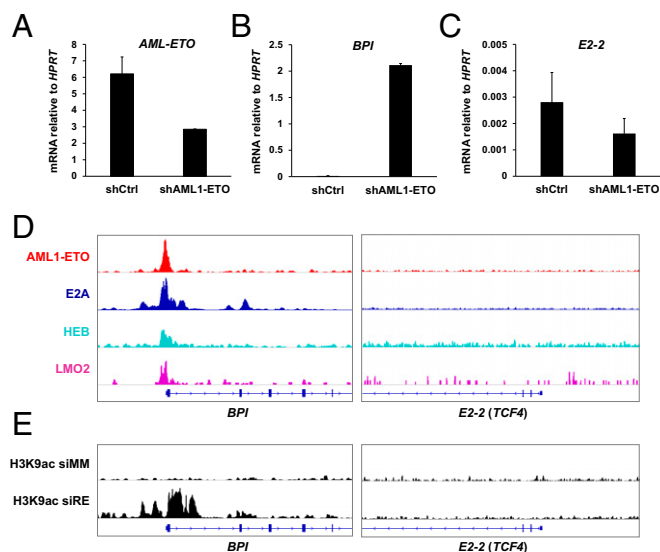 A
AML-ETO
mRNA relative to HPRT
8
7
6
5
4
3
2
1
0
shCtrl
shAML1-ETO
B
BPI
mRNA relative to HPRT
2.5
2
1.5
1
0.5
0
shCtrl
shAML1-ETO
C
E2-2
mRNA relative to HPRT
0.005
0.004
0.003
0.002
0.001
0
shCtrl
shAML1-ETO
D
AML1-ETO
E2A
HEB
LMO2
BPI
E2-2 (TCF4)
E
H3K9ac siMM
H3K9ac siRE
BPI
E2-2 (TCF4)